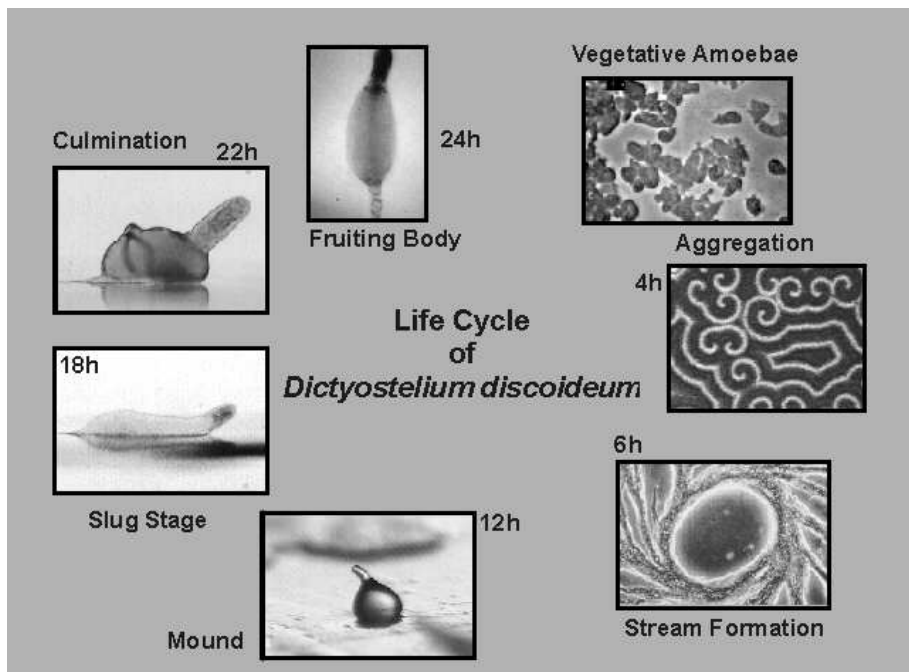 Vegetative Amoebae
Culmination
22h
24h
Fruiting Body
Aggregation
4h
Life Cycle
of
Dictyostelium discoideum
18h
6h
Slug Stage
12h
Mound
Stream Formation